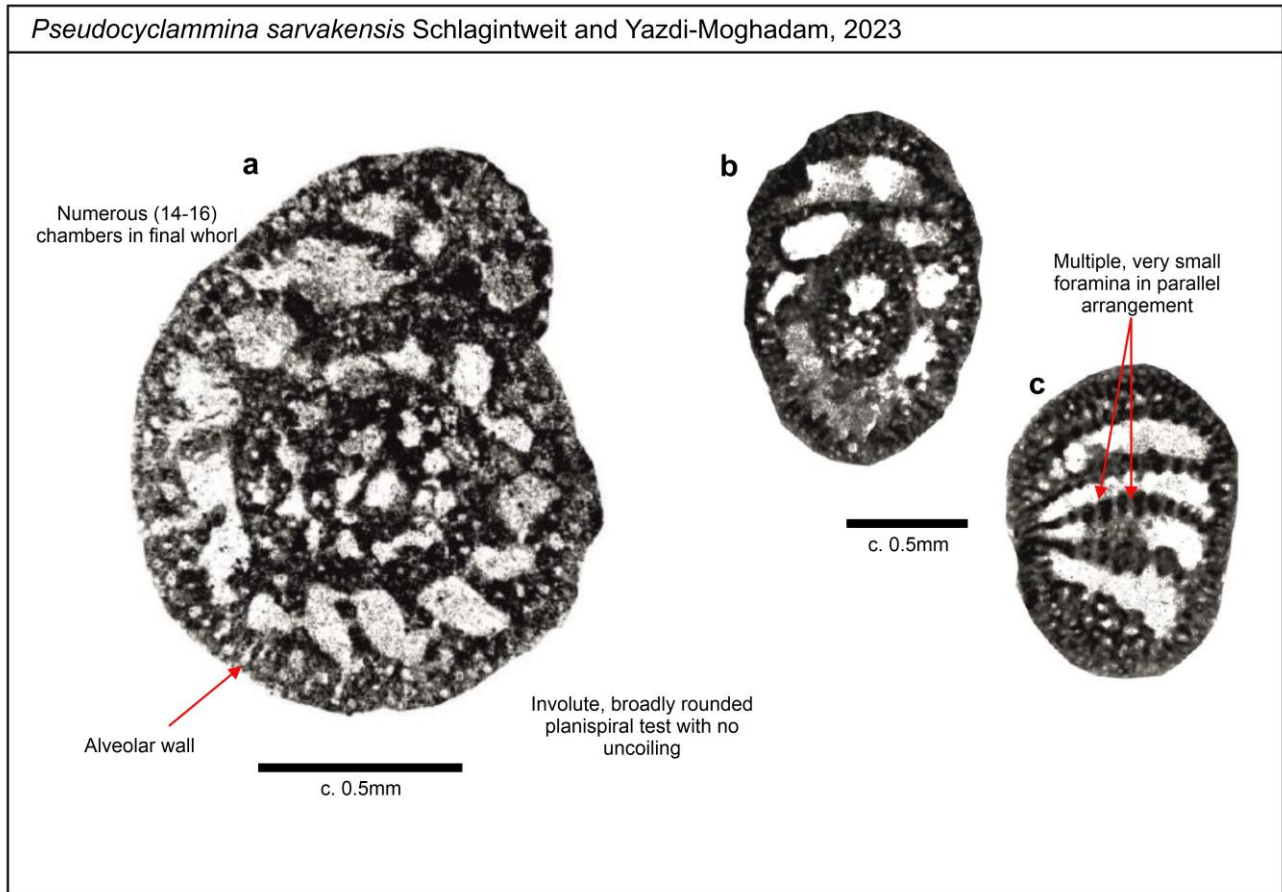 Pseudocyclammina sarvakensis Schlagintweit and Yazdi-Moghadam, 2023
a
Numerous (14-16)
chambers in final whorl
b
Multiple, very small
foramina in parallel
arrangement
c
c. 0.5mm
Alveolar wall
Involute, broadly rounded
planispiral test with no
uncoiling
c. 0.5mm